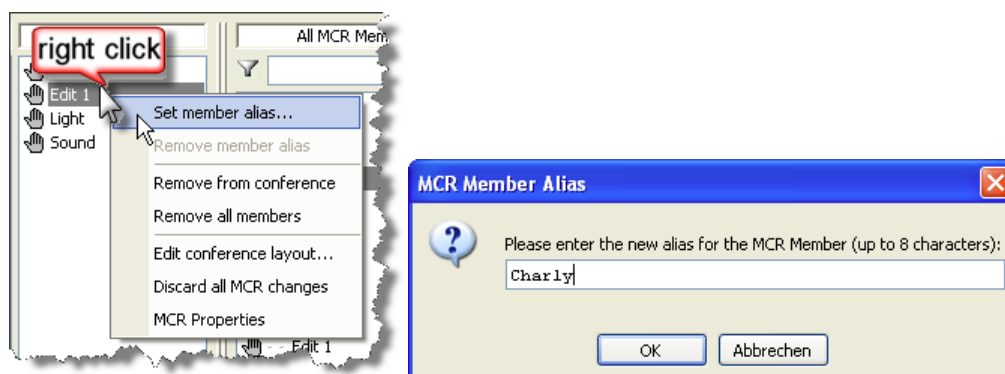 All MCR Mem
right click
Edit 1
Light
Sound
Set member alias...
Remove member alias
Remove from conference
Remove all members
Edit conference layout...
Discard all MCR changes
MCR Properties
Edit 1
MCR Member Alias
Please enter the new alias for the MCR Member (up to 8 characters):
Charly
OK
Abbrechen